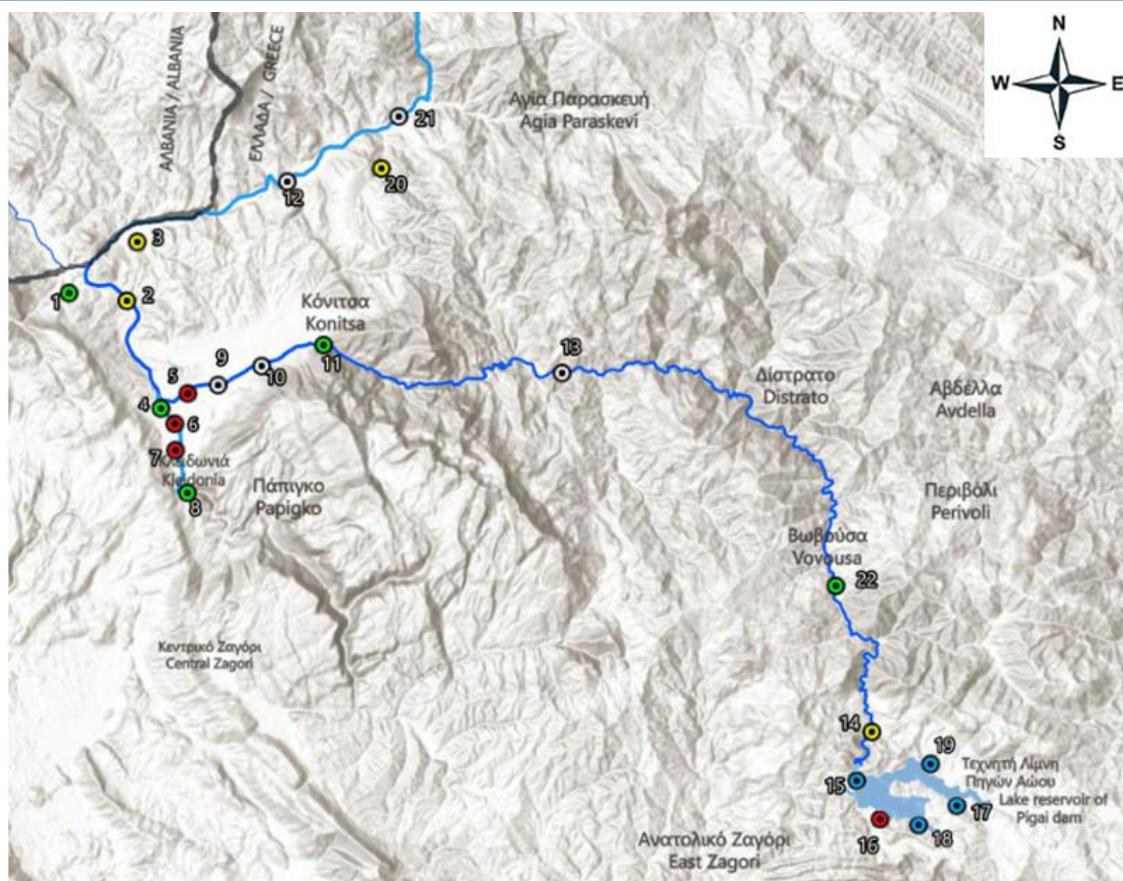 N
W E
S
ΑΛΒΑΝΙΑ / ALBANIA
ΕΛΛΑΔΑ / GREECE
Αγία Παρασκευή
Agia Paraskevi
21
20
12
3
1
2
Κόνιτσα
Konitsa
11
13
9
10
5
4
6
7
Κλειδωνιά
Kleidonia
8
Πάπιγκο
Papigko
Δίστρατο
Distrato
Αβδέλλα
Avdella
Περιβόλι
Perivoli
Βωβούσα
Vovousa
22
Κεντρικό Ζαγόρι
Central Zagori
14
19
Τεχνητή Λίμνη
Πηγών Αώου
Lake reservoir of
Pigai dam
15
17
16
18
Ανατολικό Ζαγόρι
East Zagori